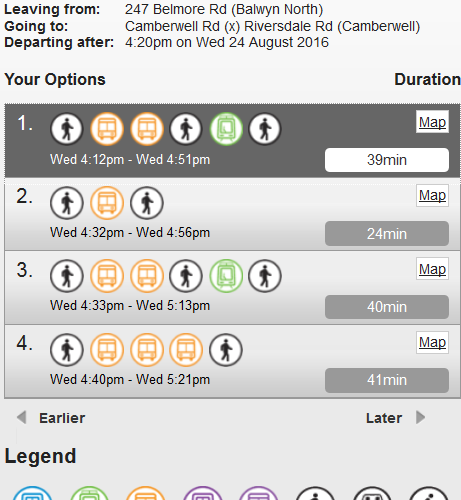 Leaving from: 247 Belmore Rd (Balwyn North)
Going to: Camberwell Rd (x) Riversdale Rd (Camberwell)
Departing after: 4:20pm on Wed 24 August 2016
Your Options Duration
1. Map
Wed 4:12pm - Wed 4:51pm 39min
2. Map
Wed 4:32pm - Wed 4:56pm 24min
3. Map
Wed 4:33pm - Wed 5:13pm 40min
4. Map
Wed 4:40pm - Wed 5:21pm 41min
Earlier Later
Legend